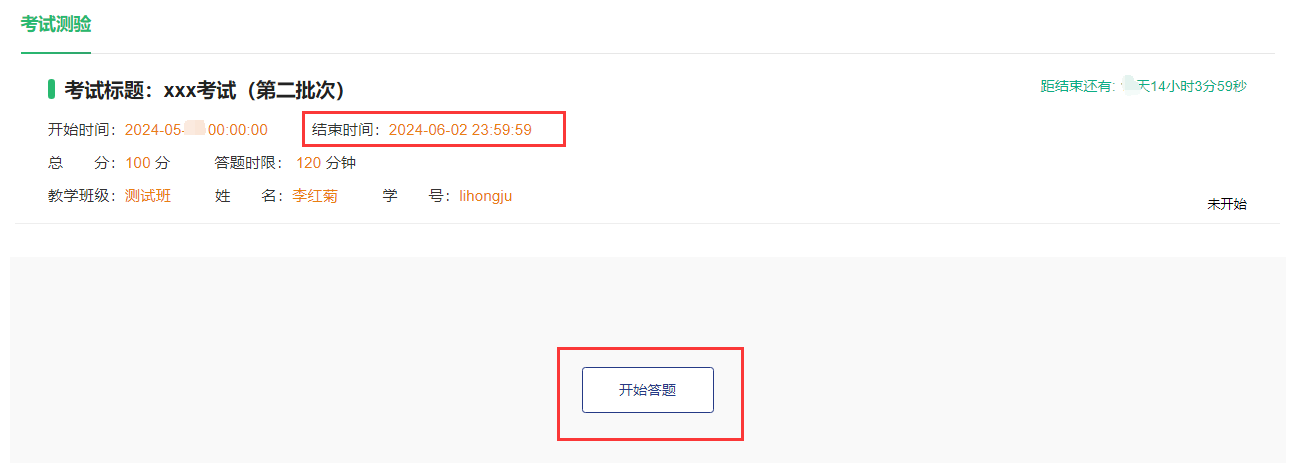 考试测验
考试标题：xxx考试（第二批次）
距结束还有: 天14小时3分59秒
开始时间：2024-05- 00:00:00 结束时间：2024-06-02 23:59:59
总 分：100 分 答题时限： 120 分钟
教学班级：测试班 姓 名：李红菊 学 号：lihongju
未开始
开始答题